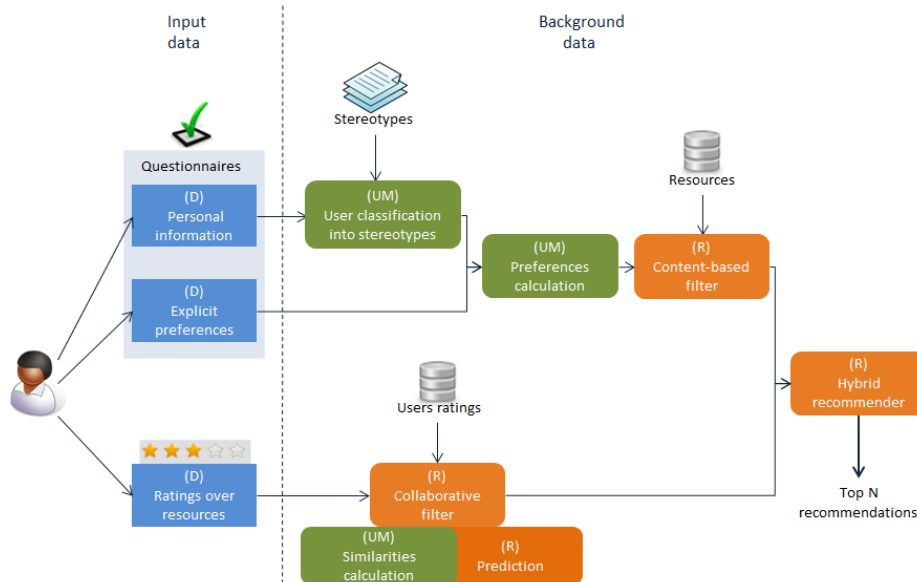 Input
data
Background
data
Stereotypes
Questionnaires
(D)
Personal
information
(UM)
User classification
into stereotypes
Resources
(UM)
Preferences
calculation
(R)
Content-based
filter
(D)
Explicit
preferences
Users ratings
(R)
Hybrid
recommender
(D)
Ratings over
resources
(R)
Collaborative
filter
Top N
recommendations
(UM)
Similarities
calculation
(R)
Prediction